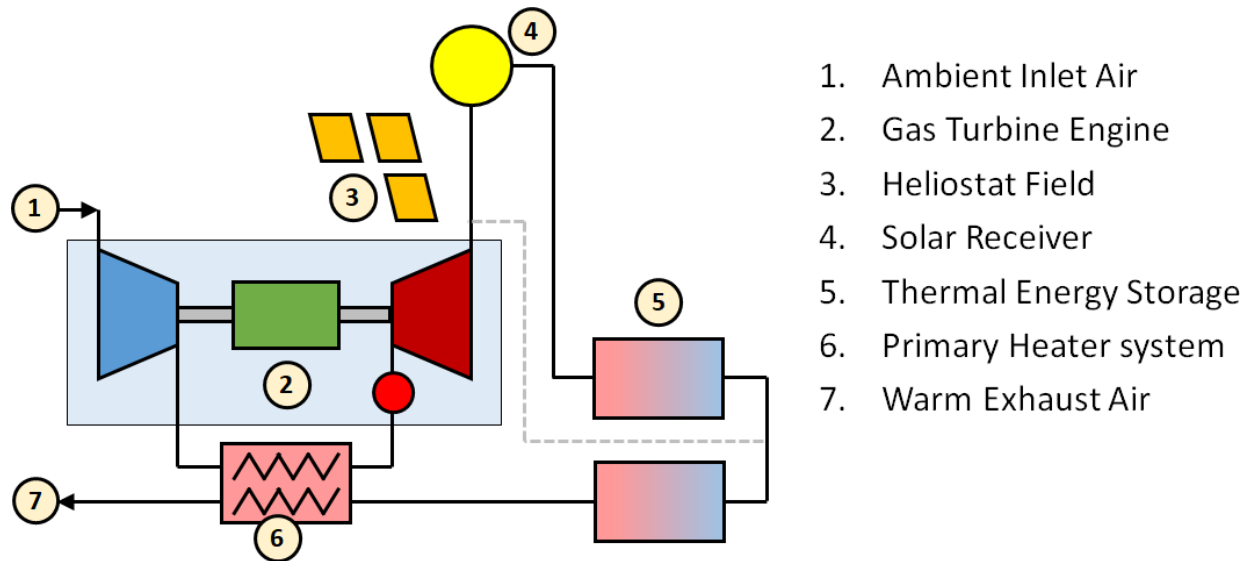 4
3
1
5
2
7
6
1. Ambient Inlet Air
2. Gas Turbine Engine
3. Heliostat Field
4. Solar Receiver
5. Thermal Energy Storage
6. Primary Heater system
7. Warm Exhaust Air